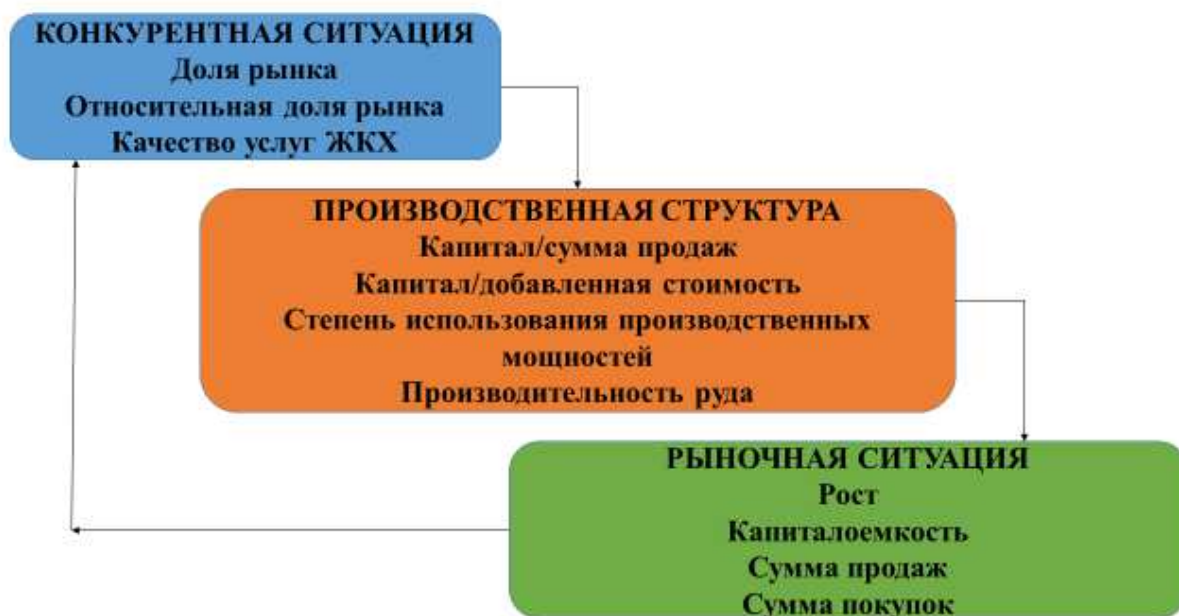 КОНКУРЕНТНАЯ СИТУАЦИЯ
Доля рынка
Относительная доля рынка
Качество услуг ЖКХ
ПРОИЗВОДСТВЕННАЯ СТРУКТУРА
Капитал/сумма продаж
Капитал/добавленная стоимость
Степень использования производственных
мощностей
Производительность руда
РЫНОЧНАЯ СИТУАЦИЯ
Рост
Капиталоемкость
Сумма продаж
Сумма покупок